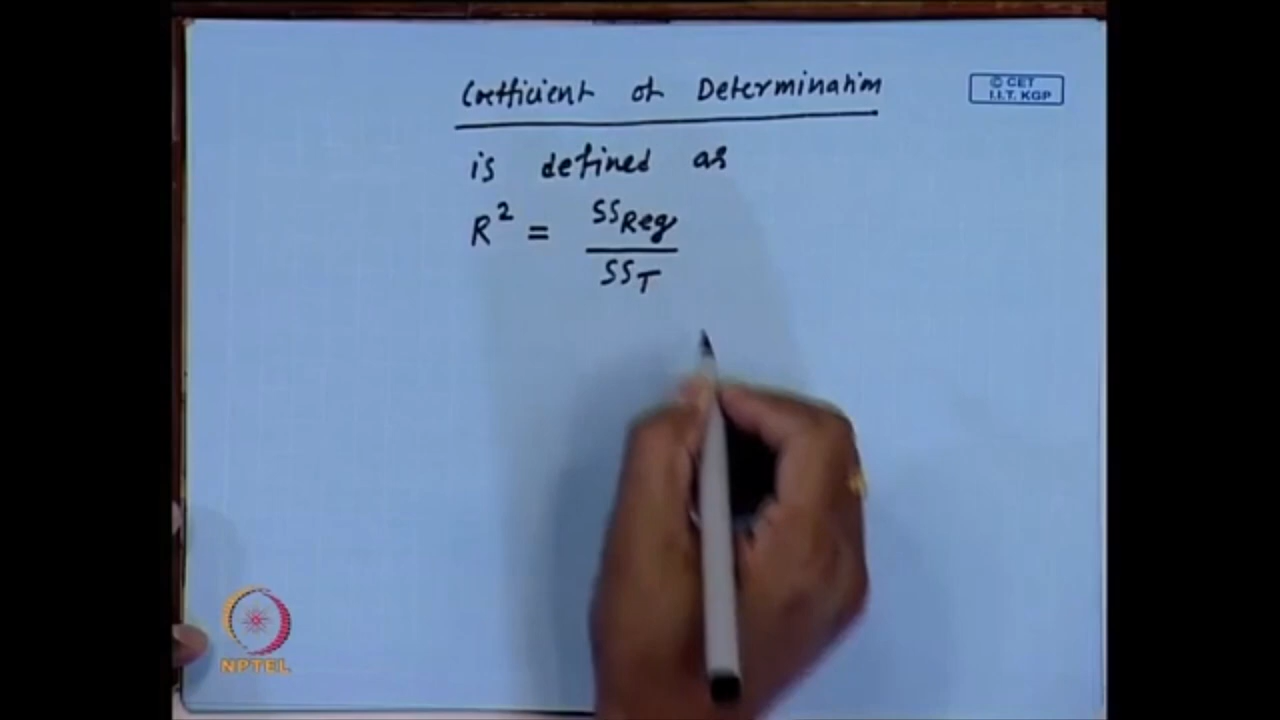 Coefficient of Determination
© CET
I.I.T. KGP
is defined as
R² = SS_Reg / SS_T
NPTEL